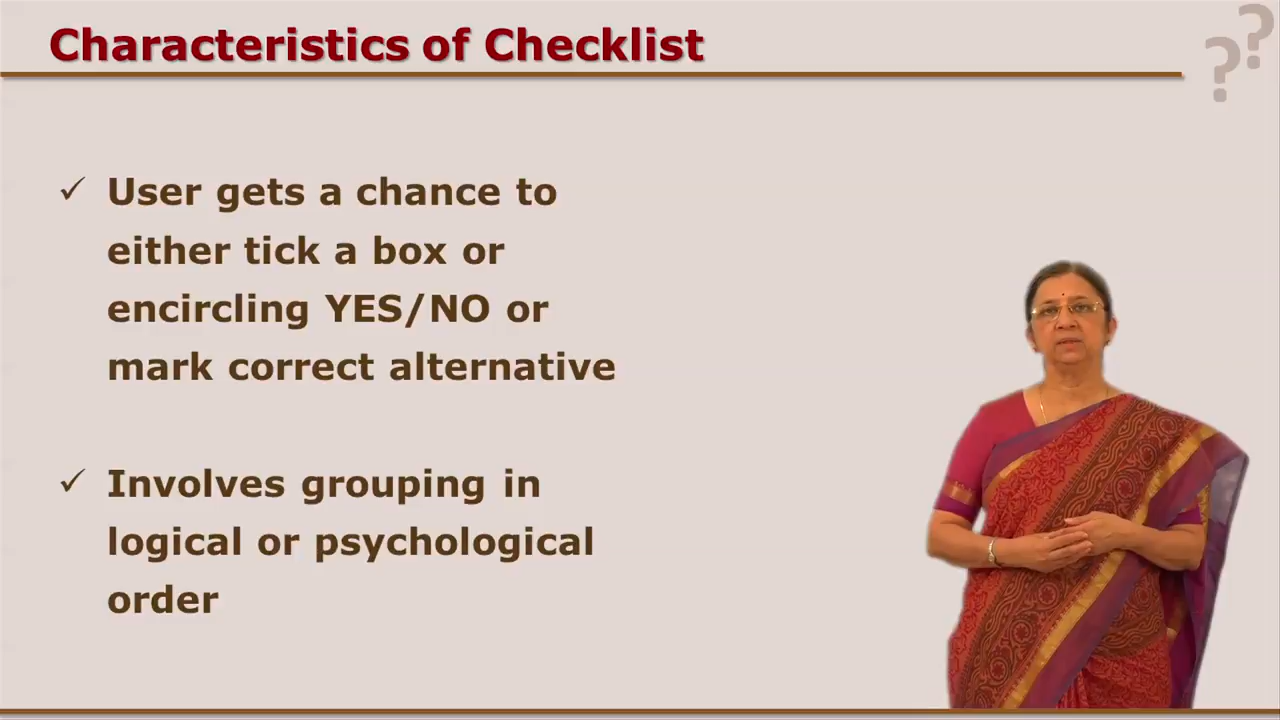 Characteristics of Checklist
??
✓ User gets a chance to
either tick a box or
encircling YES/NO or
mark correct alternative
✓ Involves grouping in
logical or psychological
order